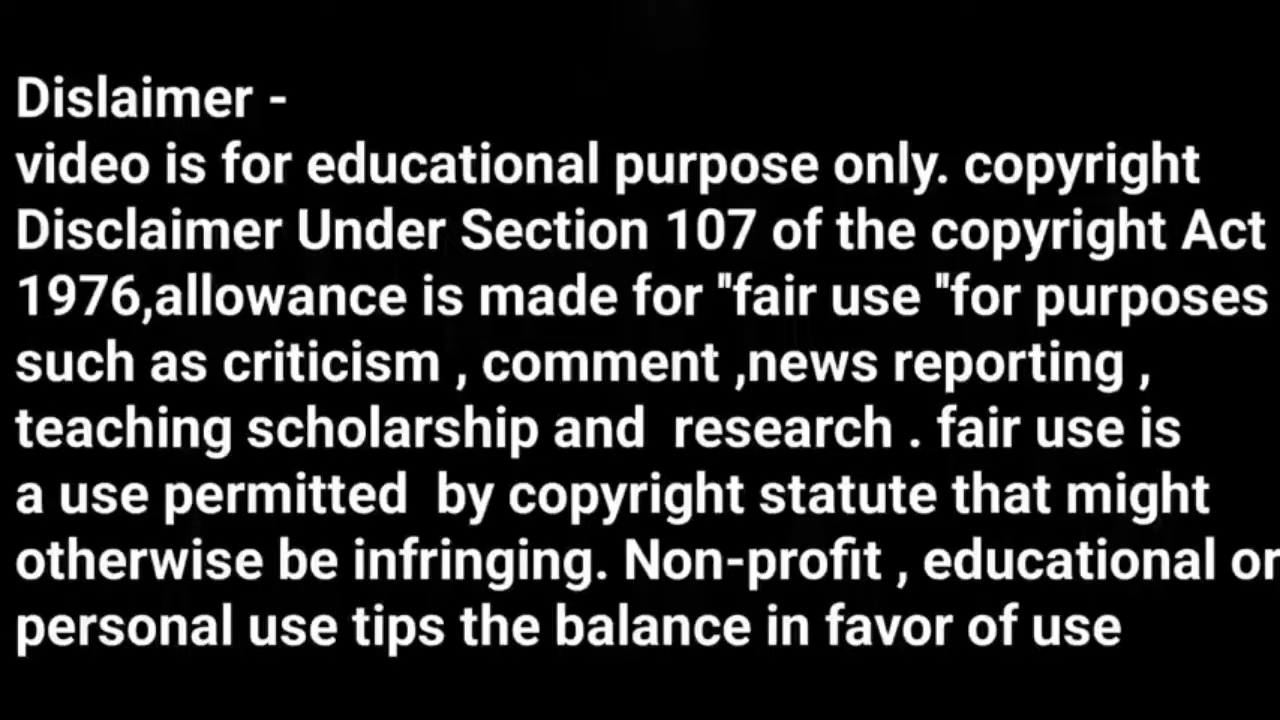 Dislaimer -
video is for educational purpose only. copyright
Disclaimer Under Section 107 of the copyright Act
1976,allowance is made for "fair use "for purposes
such as criticism , comment ,news reporting ,
teaching scholarship and  research . fair use is
a use permitted  by copyright statute that might
otherwise be infringing. Non-profit , educational or
personal use tips the balance in favor of use